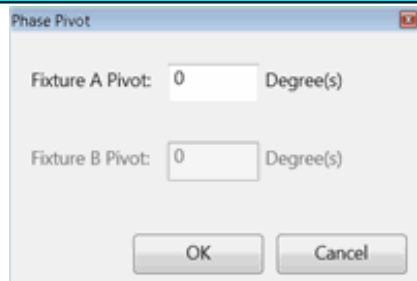 Phase Pivot
Fixture A Pivot: 0 Degree(s)
Fixture B Pivot: 0 Degree(s)
OK Cancel